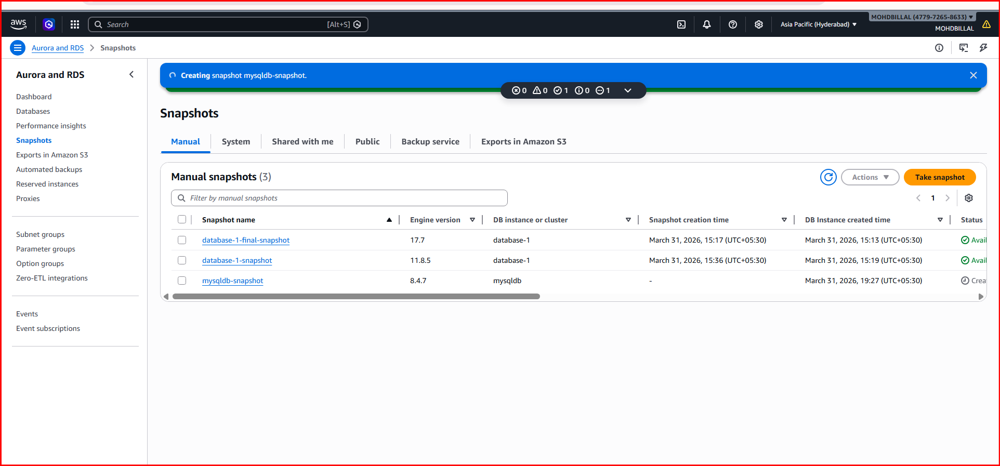 aws
Search [Alt+S]
Asia Pacific (Hyderabad) ▼
MOHDBILLAL (4779-7265-8633) ▼
MOHDBILLAL
Aurora and RDS > Snapshots
Aurora and RDS
Dashboard
Databases
Performance insights
Snapshots
Exports in Amazon S3
Automated backups
Reserved instances
Proxies
Subnet groups
Parameter groups
Option groups
Zero-ETL integrations
Events
Event subscriptions
Creating snapshot mysqldb-snapshot.
0 0 1 0 1
Snapshots
Manual System Shared with me Public Backup service Exports in Amazon S3
Manual snapshots (3)
Actions ▼ Take snapshot
Filter by manual snapshots
1
Snapshot name Engine version DB instance or cluster Snapshot creation time DB Instance created time Status
database-1-final-snapshot 17.7 database-1 March 31, 2026, 15:17 (UTC+05:30) March 31, 2026, 15:13 (UTC+05:30) Avail
database-1-snapshot 11.8.5 database-1 March 31, 2026, 15:36 (UTC+05:30) March 31, 2026, 15:19 (UTC+05:30) Avail
mysqldb-snapshot 8.4.7 mysqldb - March 31, 2026, 19:27 (UTC+05:30) Crea